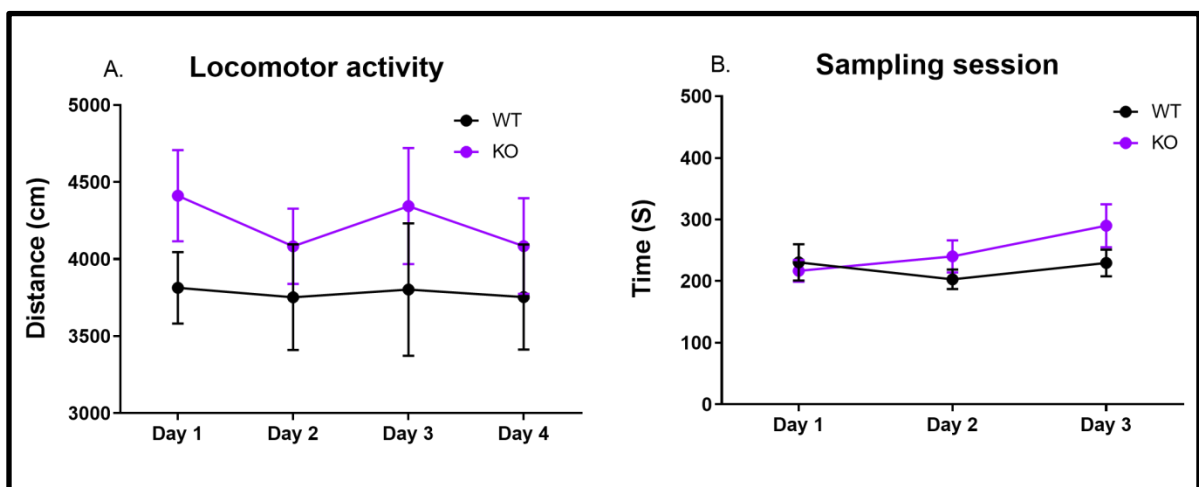 A. Locomotor activity
WT
KO
Distance (cm)
5000
4500
4000
3500
3000
Day 1 Day 2 Day 3 Day 4
B. Sampling session
WT
KO
Time (S)
500
400
300
200
100
0
Day 1 Day 2 Day 3